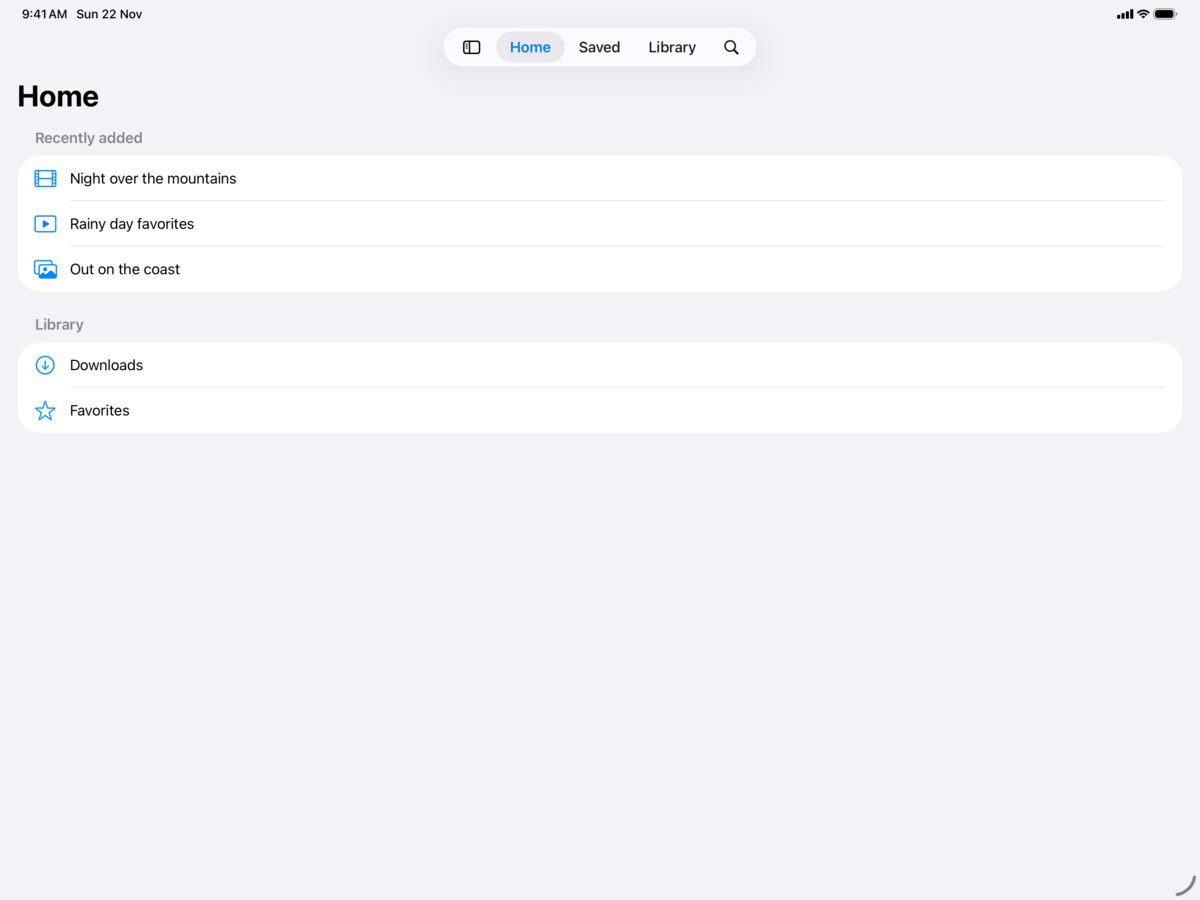 9:41 AM Sun 22 Nov
Home Saved Library
Home
Recently added
Night over the mountains
Rainy day favorites
Out on the coast
Library
Downloads
Favorites